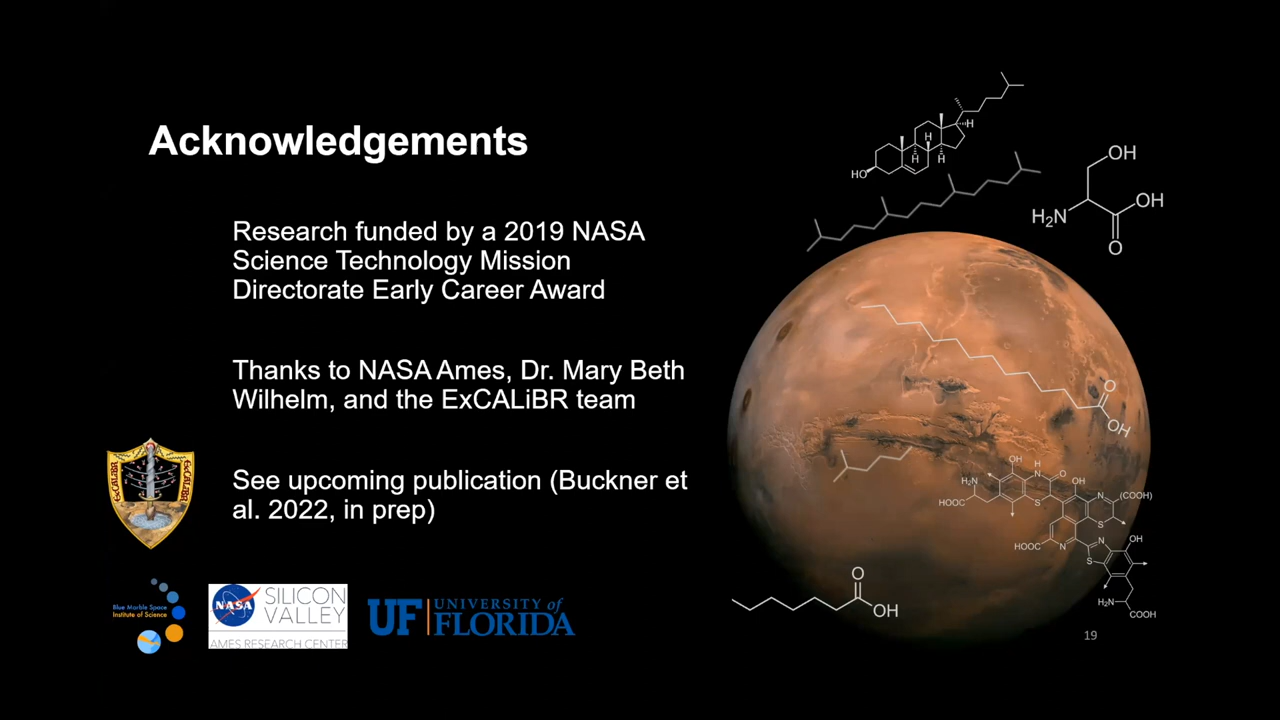 Acknowledgements
Research funded by a 2019 NASA
Science Technology Mission
Directorate Early Career Award
Thanks to NASA Ames, Dr. Mary Beth
Wilhelm, and the ExCALiBR team
See upcoming publication (Buckner et
al. 2022, in prep)
ExCALiBR
ExCALiBR
Blue Marble Space
Institute of Science
NASA
SILICON
VALLEY
AMES RESEARCH CENTER
UF
UNIVERSITY of
FLORIDA
HO
H
H
H
H
OH
H₂N
OH
O
O
OH
OH
H
N
O
H₂N
HOOC
S
OH
N
(COOH)
S
HOOC
N
N
S
OH
H₂N
COOH
O
OH
19